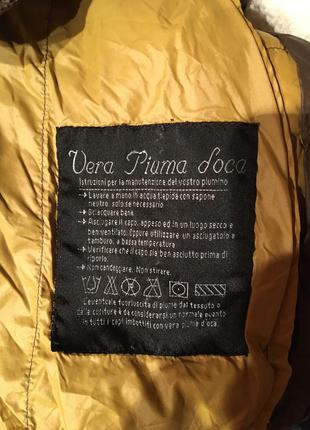 Vera Piuma d'oca
Istruzioni per la manutenzione del vostro piumino
→ Lavare a mano in acqua tiepida con sapone
neutro, solo se necessario.
→ Sciacquare bene.
→ Asciugare il capo, appeso ed in un luogo secco e
ben ventilato. Oppure utilizzare un asciugatoio a
tamburo, a bassa temperatura.
→ Verificare che il capo sia ben asciutto prima di
riporlo.
→ Non candeggiare. Non stirare.
L'eventuale fuoriuscita di piume dal tessuto o
dalle cuciture è da considerarsi un normale evento
in tutti i capi imbottiti con vera piuma d'oca.